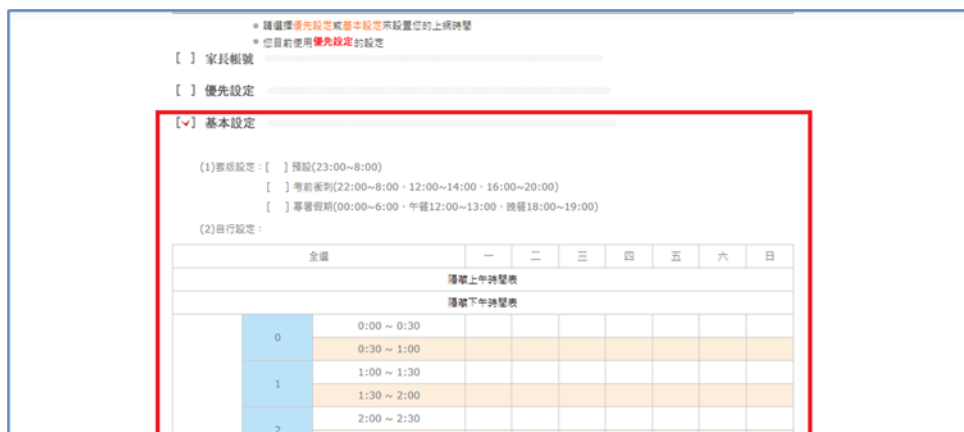 請選擇優先設定或基本設定來設置您的上網時間
您目前使用優先設定的設定
[ ] 家長帳號
[ ] 優先設定
[✓] 基本設定
(1)套版設定：[ ] 預設(23:00~8:00)
[ ] 考前衝刺(22:00~8:00、12:00~14:00、16:00~20:00)
[ ] 寒暑假期(00:00~6:00、午餐12:00~13:00、晚餐18:00~19:00)
(2)自行設定：
全選 一 二 三 四 五 六 日
隱藏上午時間表
隱藏下午時間表
0 0:00 ~ 0:30
0:30 ~ 1:00
1 1:00 ~ 1:30
1:30 ~ 2:00
2 2:00 ~ 2:30